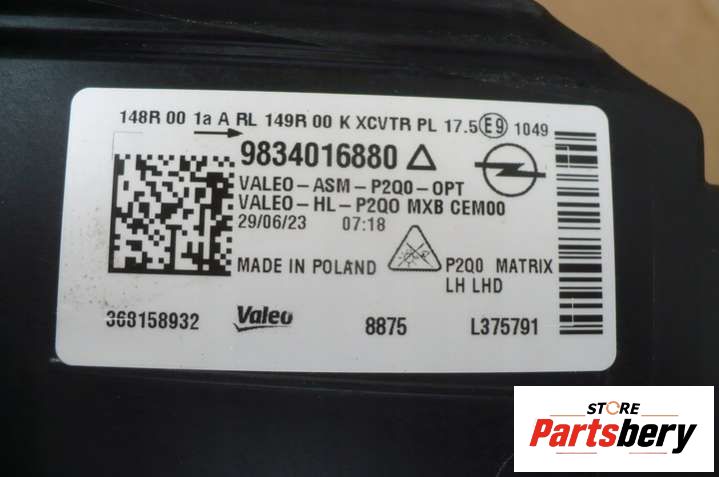 148R 00 1a A RL 149R 00 K XCVTR PL 17.5 E9 1049
9834016880
VALEO-ASM-P2Q0-OPT
VALEO-HL-P2Q0 MXB CEM00
29/06/23 07:18
MADE IN POLAND
P2Q0 MATRIX
LH LHD
368158932 Valeo 8875 L375791
STORE
Partsbery